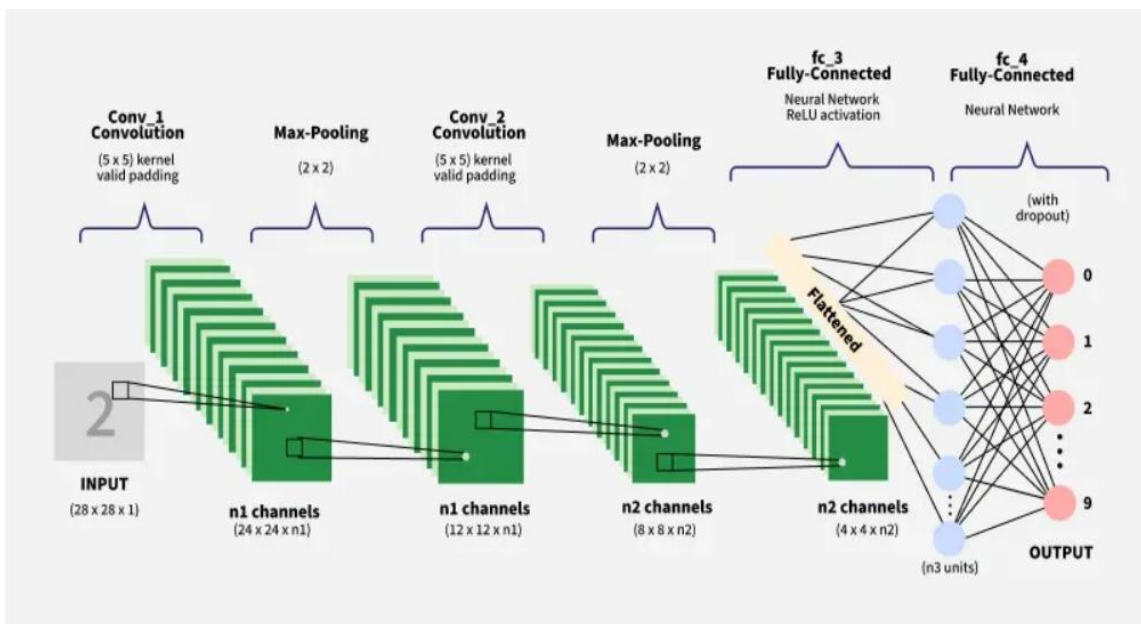 Conv_1
Convolution
(5 x 5) kernel
valid padding
Max-Pooling
(2 x 2)
Conv_2
Convolution
(5 x 5) kernel
valid padding
Max-Pooling
(2 x 2)
fc_3
Fully-Connected
Neural Network
ReLU activation
fc_4
Fully-Connected
Neural Network
(with
dropout)
2
INPUT
(28 x 28 x 1)
n1 channels
(24 x 24 x n1)
n1 channels
(12 x 12 x n1)
n2 channels
(8 x 8 x n2)
n2 channels
(4 x 4 x n2)
Flattened
(n3 units)
0
1
2
9
OUTPUT